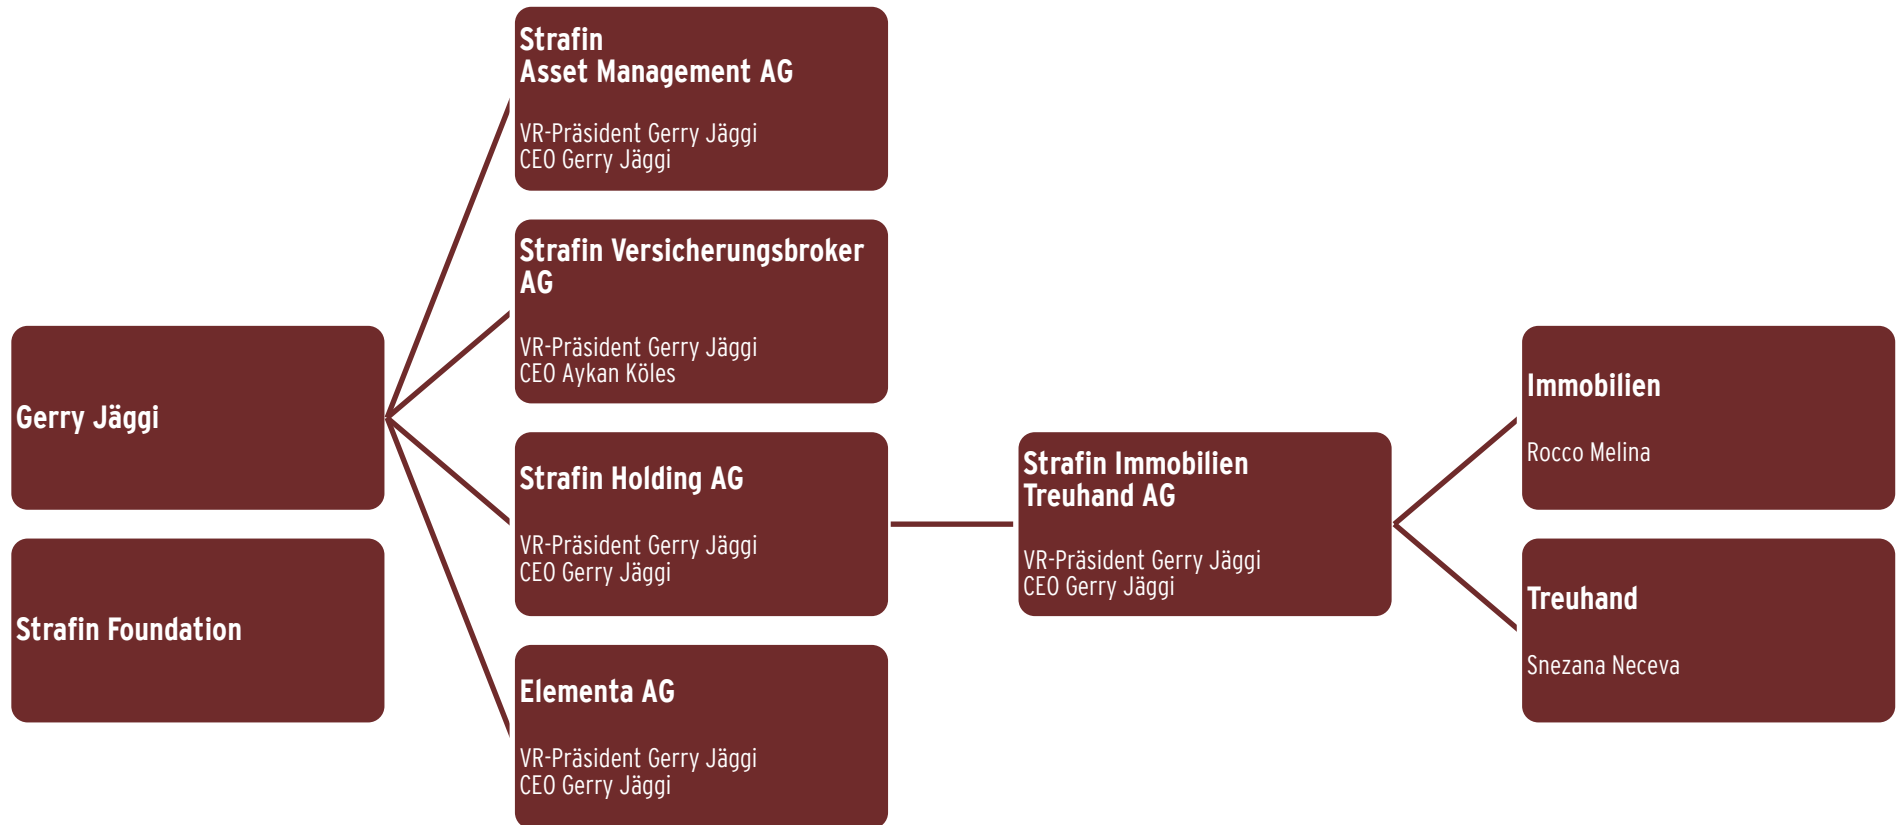 Gerry Jäggi
Strafin Foundation
Strafin
Asset Management AG
VR-Präsident Gerry Jäggi
CEO Gerry Jäggi
Strafin Versicherungsbroker
AG
VR-Präsident Gerry Jäggi
CEO Aykan Köles
Strafin Holding AG
VR-Präsident Gerry Jäggi
CEO Gerry Jäggi
Elementa AG
VR-Präsident Gerry Jäggi
CEO Gerry Jäggi
Strafin Immobilien
Treuhand AG
VR-Präsident Gerry Jäggi
CEO Gerry Jäggi
Immobilien
Rocco Melina
Treuhand
Snezana Neceva